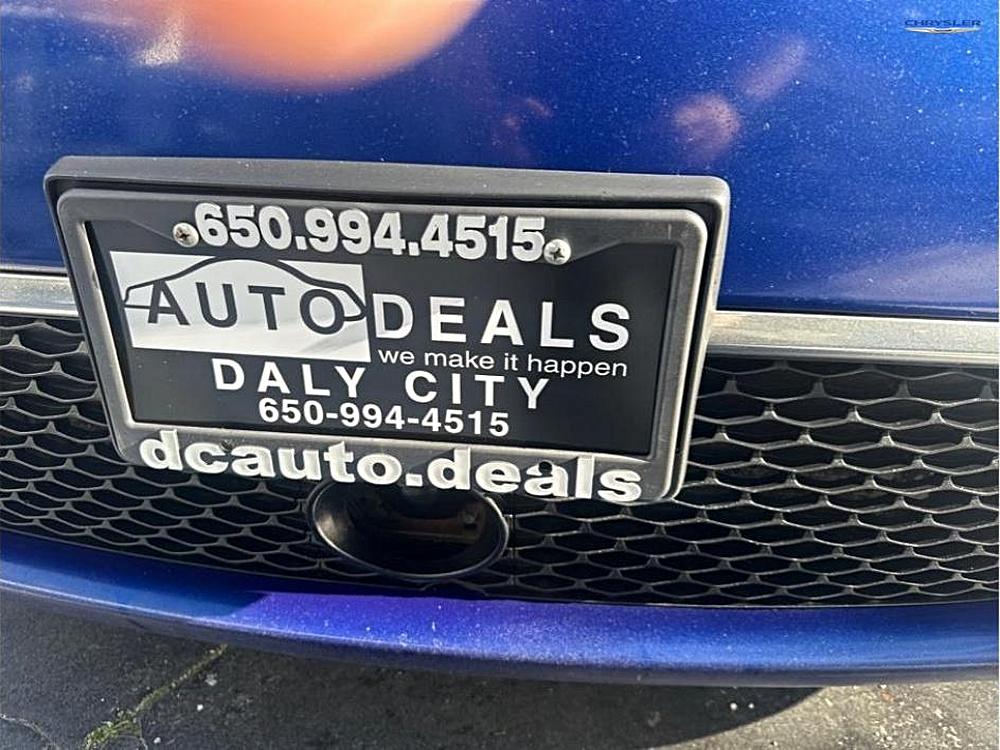 CHRYSLER
650.994.4515
AUTO DEALS
we make it happen
DALY CITY
650-994-4515
dcauto.deals